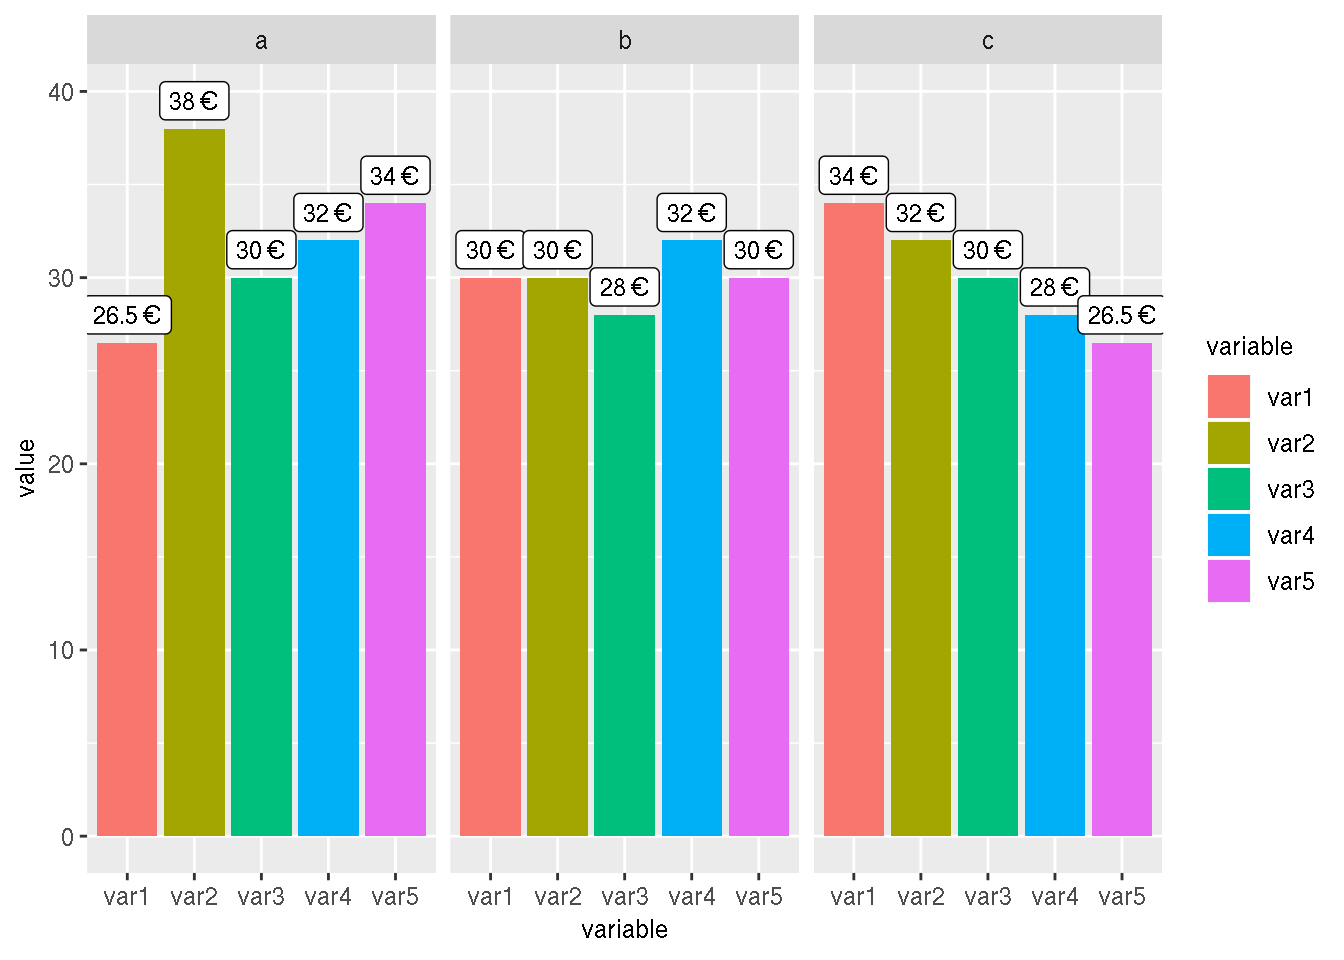 a b c
40
30
20
10
0
value
26.5 € 38 € 30 € 32 € 34 €
30 € 30 € 28 € 32 € 30 €
34 € 32 € 30 € 28 € 26.5 €
var1 var2 var3 var4 var5 var1 var2 var3 var4 var5 var1 var2 var3 var4 var5
variable
variable
var1
var2
var3
var4
var5